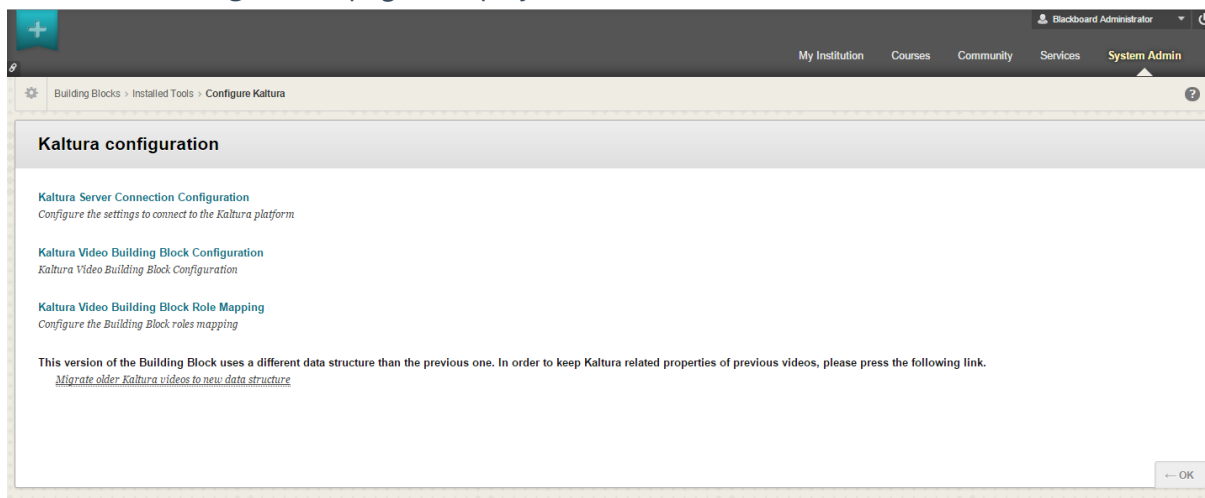 Blackboard Administrator
My Institution Courses Community Services System Admin
Building Blocks > Installed Tools > Configure Kaltura
Kaltura configuration
Kaltura Server Connection Configuration
Configure the settings to connect to the Kaltura platform
Kaltura Video Building Block Configuration
Kaltura Video Building Block Configuration
Kaltura Video Building Block Role Mapping
Configure the Building Block roles mapping
This version of the Building Block uses a different data structure than the previous one. In order to keep Kaltura related properties of previous videos, please press the following link.
Migrate older Kaltura videos to new data structure
← OK